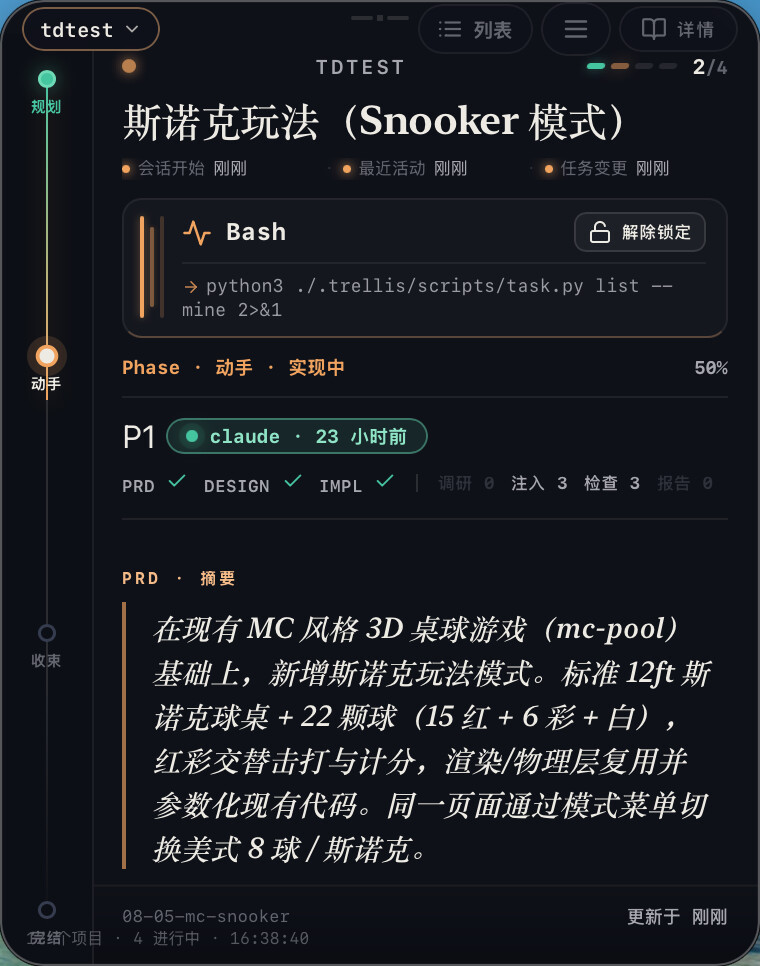 tdtest
列表
详情
TDTEST
2/4
规划
斯诺克玩法（Snooker 模式）
会话开始 刚刚
最近活动 刚刚
任务变更 刚刚
Bash
解除锁定
→ python3 ./.trellis/scripts/task.py list --
mine 2>&1
动手
Phase · 动手 · 实现中
50%
P1
claude · 23 小时前
PRD ✓ DESIGN ✓ IMPL ✓ | 调研 0 注入 3 检查 3 报告 0
PRD · 摘要
在现有 MC 风格 3D 桌球游戏（mc-pool）
基础上，新增斯诺克玩法模式。标准 12ft 斯
诺克球桌 + 22 颗球（15 红 + 6 彩 + 白），
红彩交替击打与计分，渲染/物理层复用并
参数化现有代码。同一页面通过模式菜单切
换美式 8 球 / 斯诺克。
收束
08-05-mc-snooker
更新于 刚刚
完结
个项目 · 4 进行中 · 16:38:40